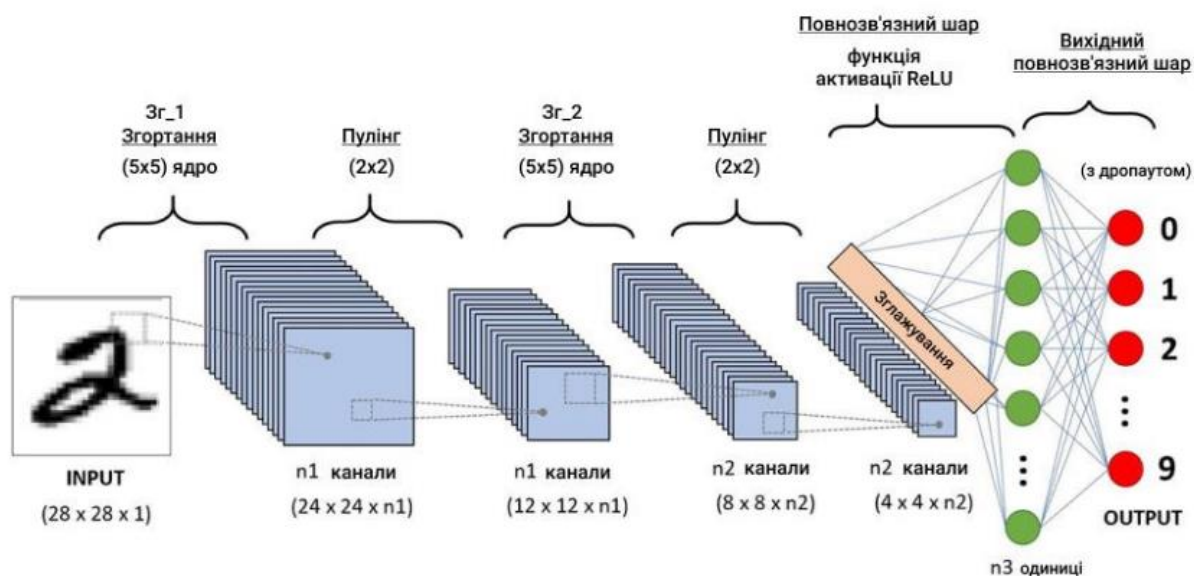 Повнозв'язний шар
функція
активації ReLU
Вихідний
повнозв'язний шар
Зг_1
Згортання
(5x5) ядро
Пулінг
(2x2)
Зг_2
Згортання
(5x5) ядро
Пулінг
(2x2)
(з дропаутом)
Зглажування
0
1
2
9
INPUT
(28 x 28 x 1)
n1 канали
(24 x 24 x n1)
n1 канали
(12 x 12 x n1)
n2 канали
(8 x 8 x n2)
n2 канали
(4 x 4 x n2)
OUTPUT
n3 одиниці